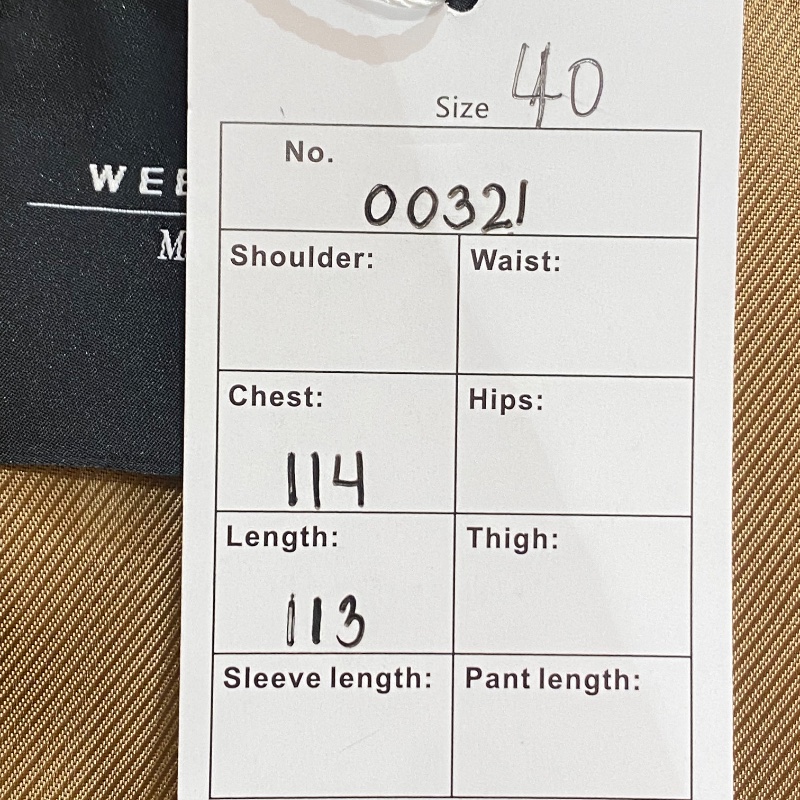 Size 40
No.
00321
Shoulder: Waist:
Chest: Hips:
114
Length: Thigh:
113
Sleeve length: Pant length: